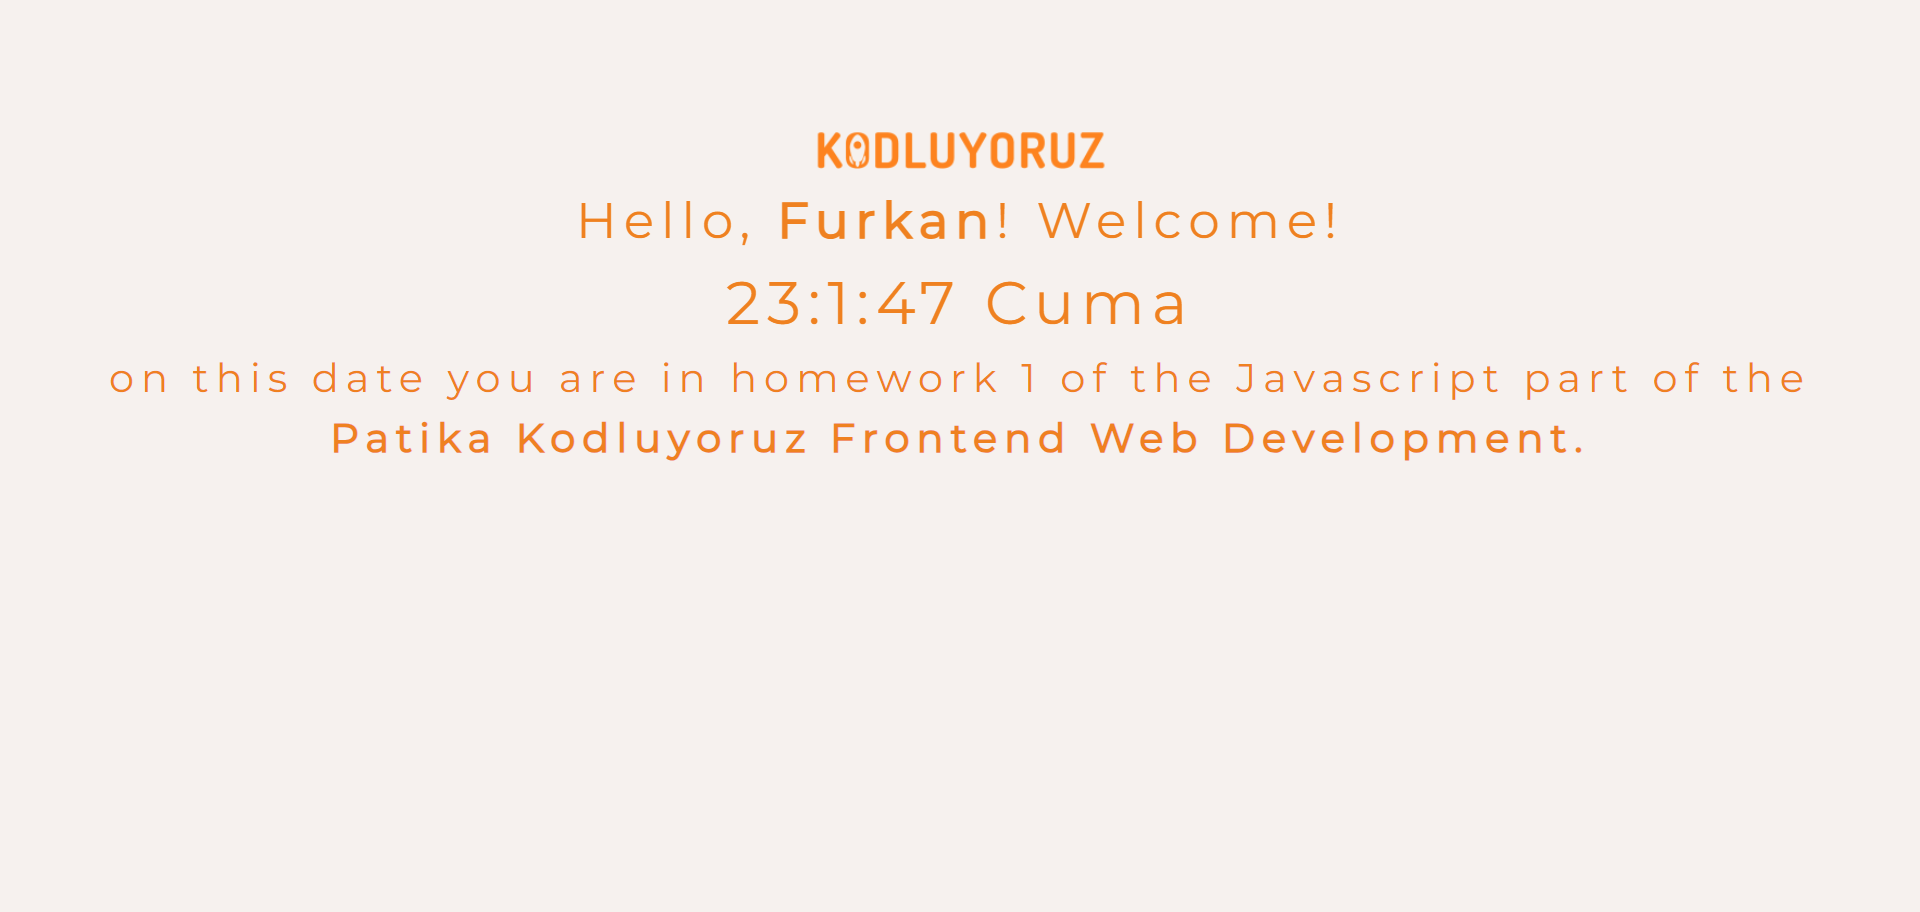 KODLUYORUZ
Hello, Furkan! Welcome!
23:1:47 Cuma
on this date you are in homework 1 of the Javascript part of the
Patika Kodluyoruz Frontend Web Development.